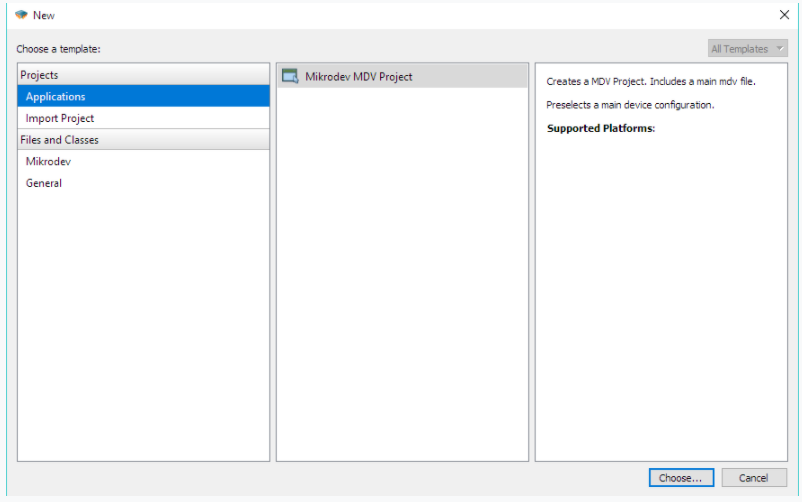 New
Choose a template:
All Templates
Projects
Applications
Import Project
Files and Classes
Mikrodev
General
Mikrodev MDV Project
Creates a MDV Project. Includes a main mdv file.
Preselects a main device configuration.
Supported Platforms:
Choose...
Cancel